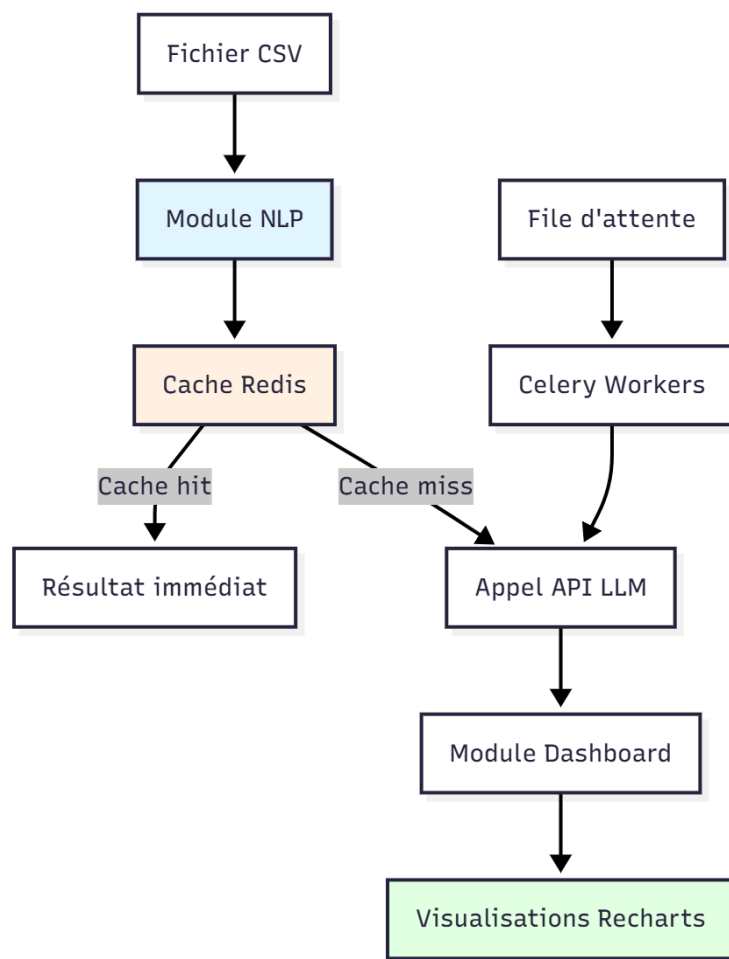 Fichier CSV
Module NLP
File d'attente
Cache Redis
Celery Workers
Cache hit
Cache miss
Résultat immédiat
Appel API LLM
Module Dashboard
Visualisations Recharts